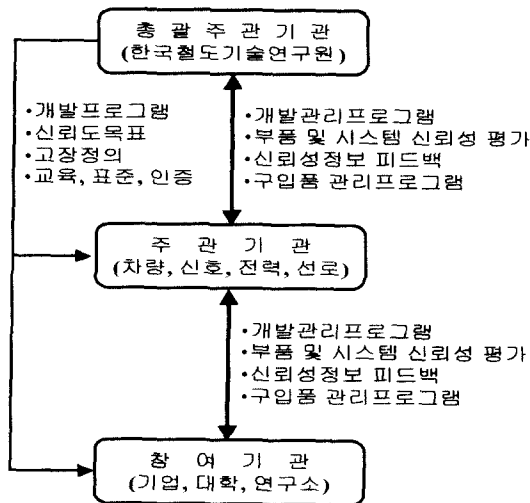 총 괄 주 관 기 관
(한국철도기술연구원)
·개발프로그램
·신뢰도목표
·고장정의
·교육, 표준, 인증
·개발관리프로그램
·부품 및 시스템 신뢰성 평가
·신뢰성정보 피드백
·구입품 관리프로그램
주 관 기 관
(차량, 신호, 전력, 선로)
·개발관리프로그램
·부품 및 시스템 신뢰성 평가
·신뢰성정보 피드백
·구입품 관리프로그램
참 여 기 관
(기업, 대학, 연구소)